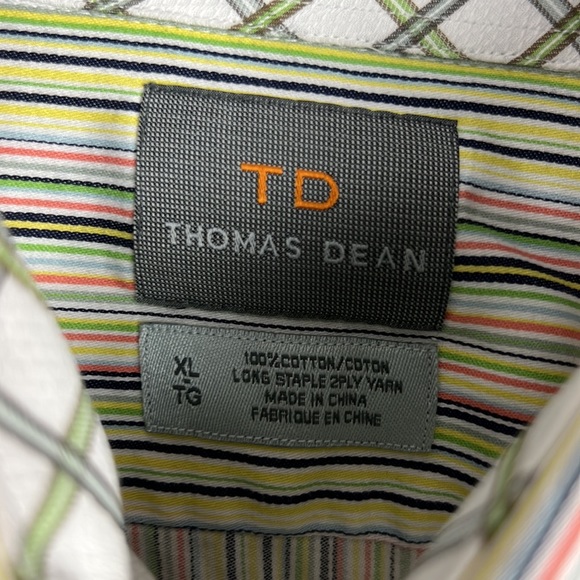 TD
THOMAS DEAN
XL-TG
100% COTTON/COTON
LONG STAPLE 2PLY YARN
MADE IN CHINA
FABRIQUE EN CHINE